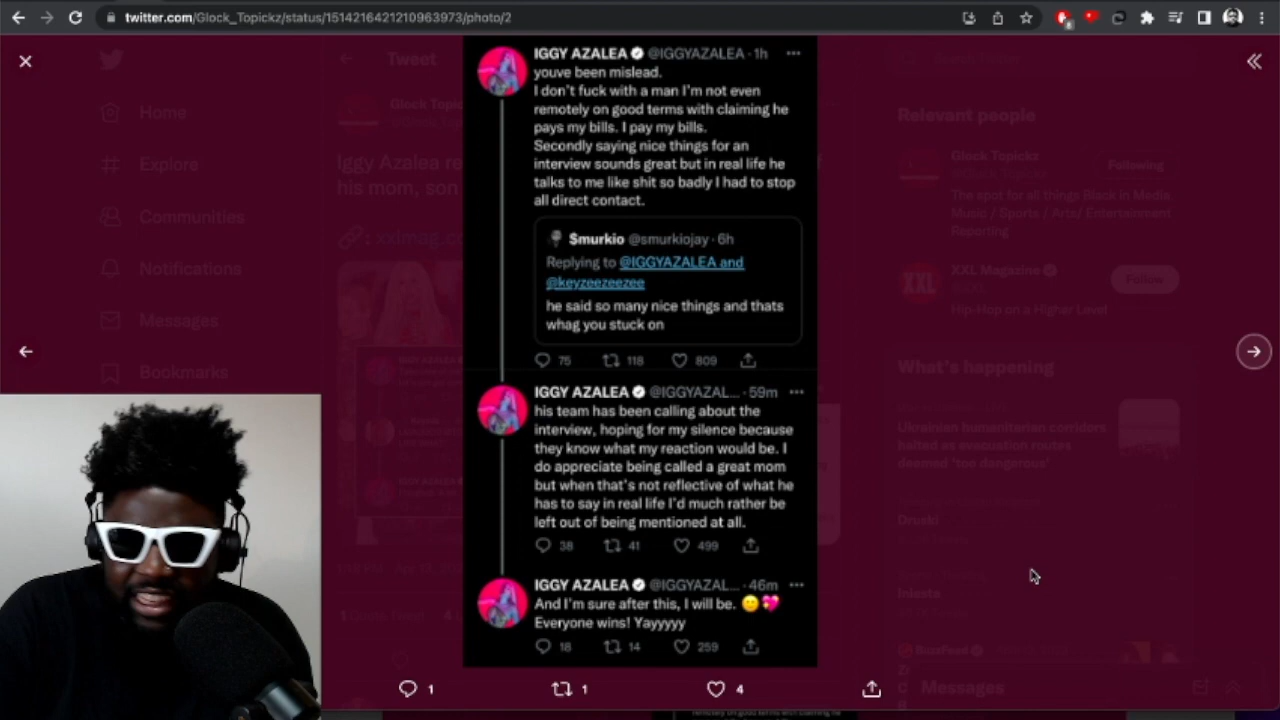 twitter.com/Glock_Topickz/status/1514216421210963973/photo/2
IGGY AZALEA @IGGYAZALEA · 1h
youve been mislead.
I don't fuck with a man I'm not even
remotely on good terms with claiming he
pays my bills. I pay my bills.
Secondly saying nice things for an
interview sounds great but in real life he
talks to me like shit so badly I had to stop
all direct contact.
$murkio @smurkiojay · 6h
Replying to @IGGYAZALEA and
@keyzeezeezee
he said so many nice things and thats
whag you stuck on
75 118 809
IGGY AZALEA @IGGYAZAL... · 59m
his team has been calling about the
interview, hoping for my silence because
they know what my reaction would be. I
do appreciate being called a great mom
but when that's not reflective of what he
has to say in real life I'd much rather be
left out of being mentioned at all.
38 41 499
IGGY AZALEA @IGGYAZAL... · 46m
And I'm sure after this, I will be.
Everyone wins! Yayyyyy
18 14 259
1 1 4
Home
Explore
Communities
Notifications
Messages
Bookmarks
Tweet
Glock Topic
Iggy Azalea re
his mom, son
xxlmag.co
Relevant people
Glock Topickz
Following
The spot for all things Black in Media
Music / Sports / Arts/ Entertainment
Reporting
XXL Magazine
Follow
XXL
Hip-Hop on a Higher Level
What's happening
Ukrainian humanitarian corridors
halted as evacuation routes
deemed 'too dangerous'
Druski
BuzzFeed
Messages